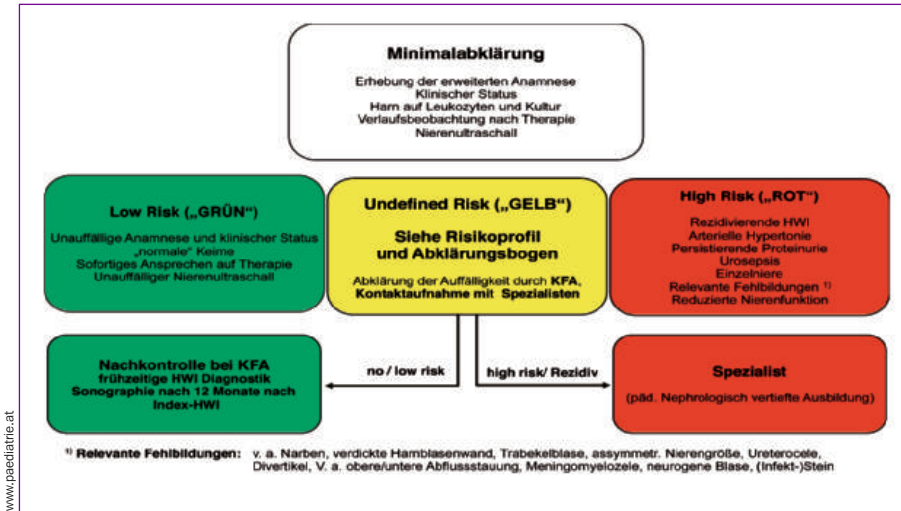 Minimalabklärung
Erhebung der erweiterten Anamnese
Klinischer Status
Harn auf Leukozyten und Kultur
Verlaufsbeobachtung nach Therapie
Nierenultraschall
Low Risk („GRÜN“)
Unauffällige Anamnese und klinischer Status
„normale“ Keime
Sofortiges Ansprechen auf Therapie
Unauffälliger Nierenultraschall
Undefined Risk („GELB“)
Siehe Risikoprofil
und Abklärungsbogen
Abklärung der Auffälligkeit durch KFA,
Kontaktaufnahme mit Spezialisten
High Risk („ROT“)
Rezidivierende HWI
Arterielle Hypertonie
Persistierende Proteinurie
Urosepsis
Einzelniere
Relevante Fehlbildungen 1)
Reduzierte Nierenfunktion
Nachkontrolle bei KFA
frühzeitige HWI Diagnostik
Sonographie nach 12 Monate nach
Index-HWI
no / low risk
high risk/ Rezidiv
Spezialist
(päd. Nephrologisch vertiefte Ausbildung)
1) Relevante Fehlbildungen: v. a. Narben, verdickte Harnblasenwand, Trabekelblase, assymmetr. Nierengröße, Ureterocele,
Divertikel, V. a. obere/untere Abflussstauung, Meningomyelozele, neurogene Blase, (Infekt-)Stein
www.paediatrie.at